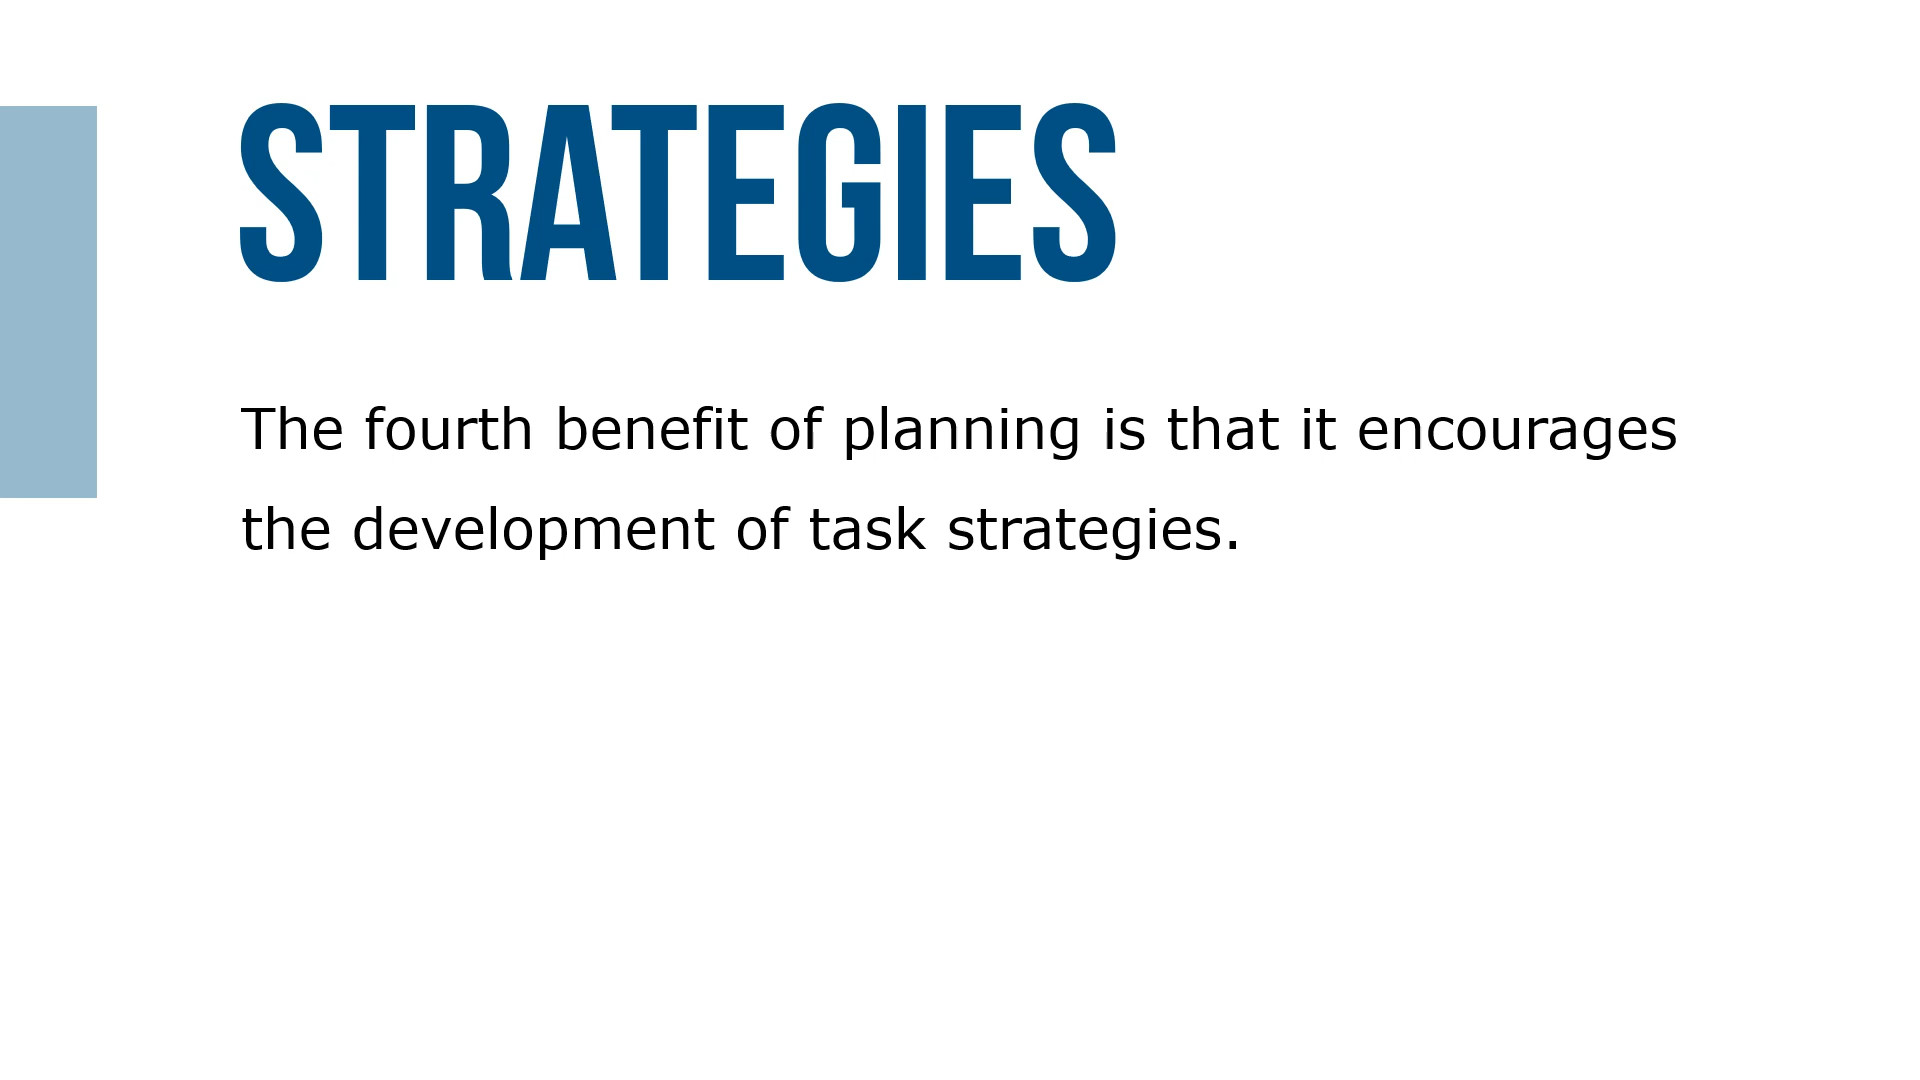 STRATEGIES
The fourth benefit of planning is that it encourages
the development of task strategies.